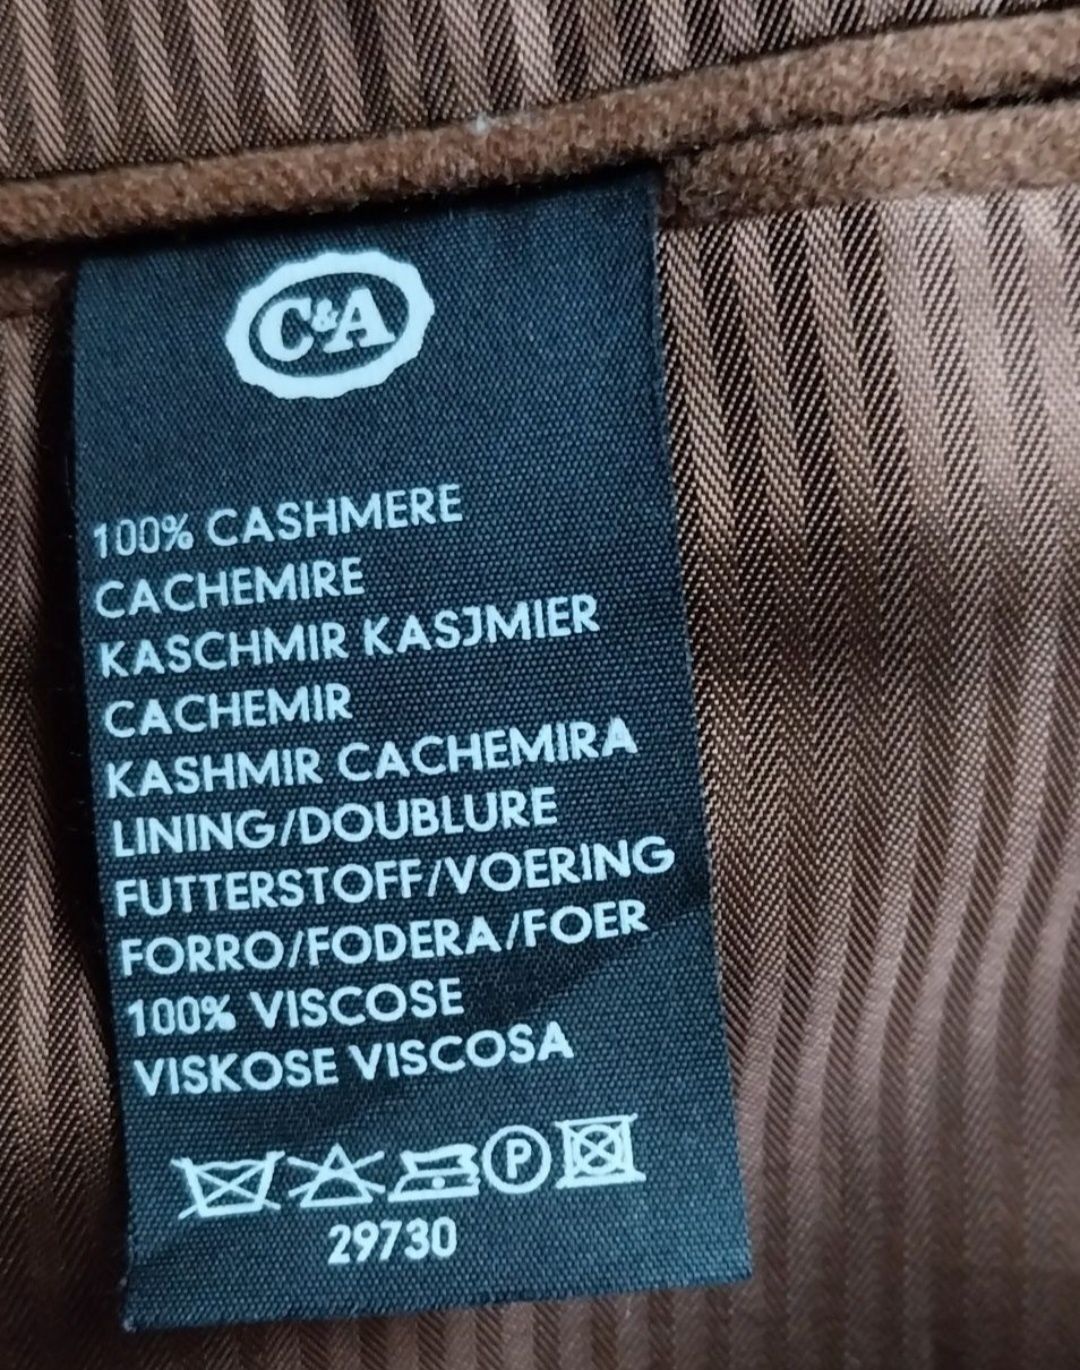 C&A
100% CASHMERE
CACHEMIRE
KASCHMIR KASJMIER
CACHEMIR
KASHMIR CACHEMIRA
LINING/DOUBLURE
FUTTERSTOFF/VOERING
FORRO/FODERA/FOER
100% VISCOSE
VISKOSE VISCOSA
P
29730